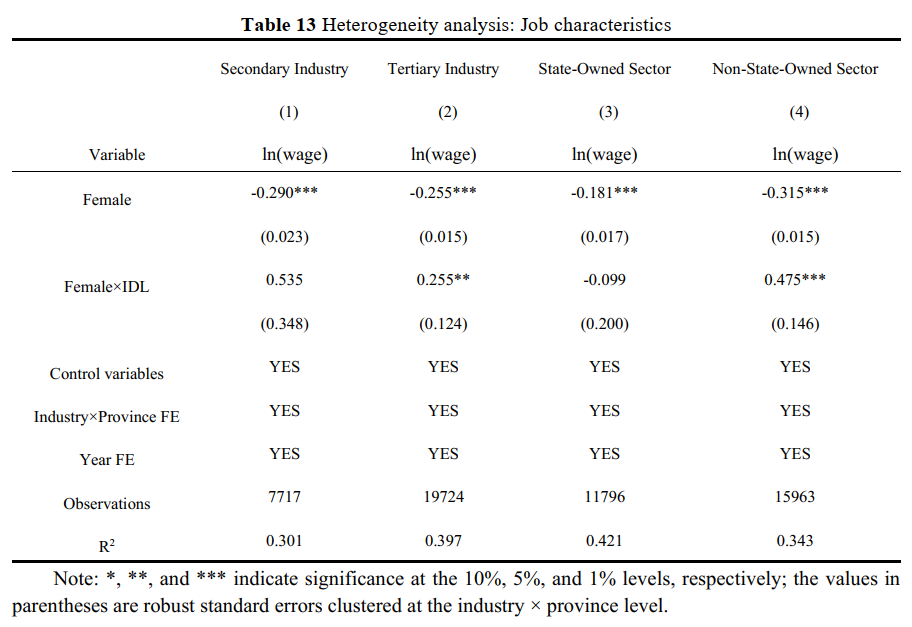 Table 13 Heterogeneity analysis: Job characteristics
Secondary Industry Tertiary Industry State-Owned Sector Non-State-Owned Sector
(1) (2) (3) (4)
Variable ln(wage) ln(wage) ln(wage) ln(wage)
Female -0.290*** -0.255*** -0.181*** -0.315***
(0.023) (0.015) (0.017) (0.015)
Female×IDL 0.535 0.255** -0.099 0.475***
(0.348) (0.124) (0.200) (0.146)
Control variables YES YES YES YES
Industry×Province FE YES YES YES YES
Year FE YES YES YES YES
Observations 7717 19724 11796 15963
R² 0.301 0.397 0.421 0.343
Note: *, **, and *** indicate significance at the 10%, 5%, and 1% levels, respectively; the values in
parentheses are robust standard errors clustered at the industry × province level.